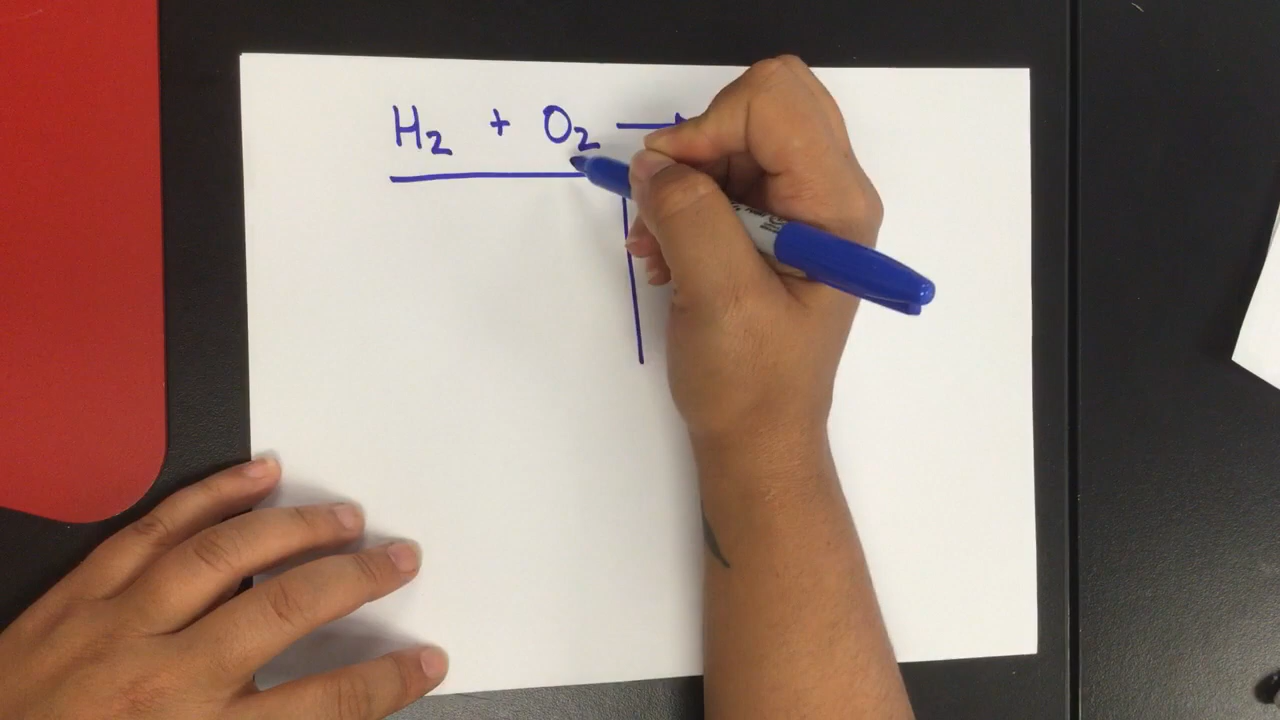 H₂ + O₂ →